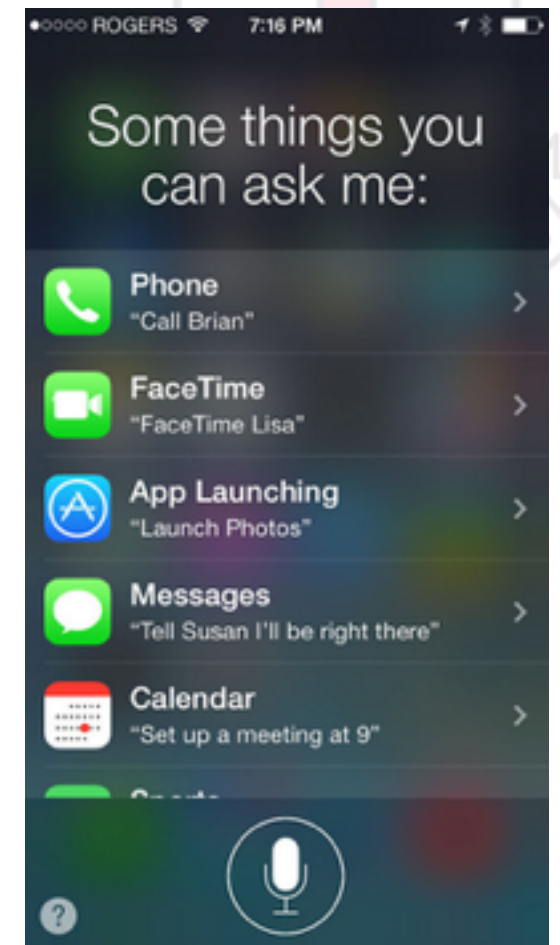 ROGERS 7:16 PM
Some things you
can ask me:
Phone
“Call Brian”
FaceTime
“FaceTime Lisa”
App Launching
“Launch Photos”
Messages
“Tell Susan I'll be right there”
Calendar
“Set up a meeting at 9”
?